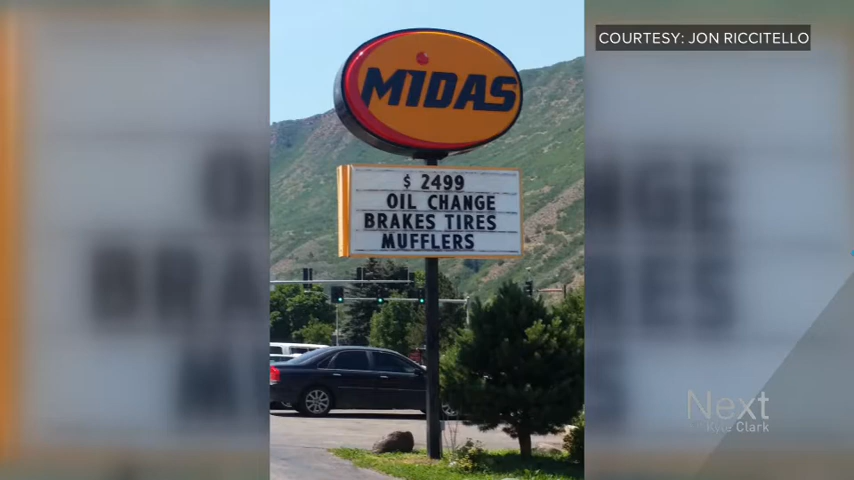 COURTESY: JON RICCITELLO
MIDAS
$ 2499
OIL CHANGE
BRAKES TIRES
MUFFLERS
Next
Kyle Clark